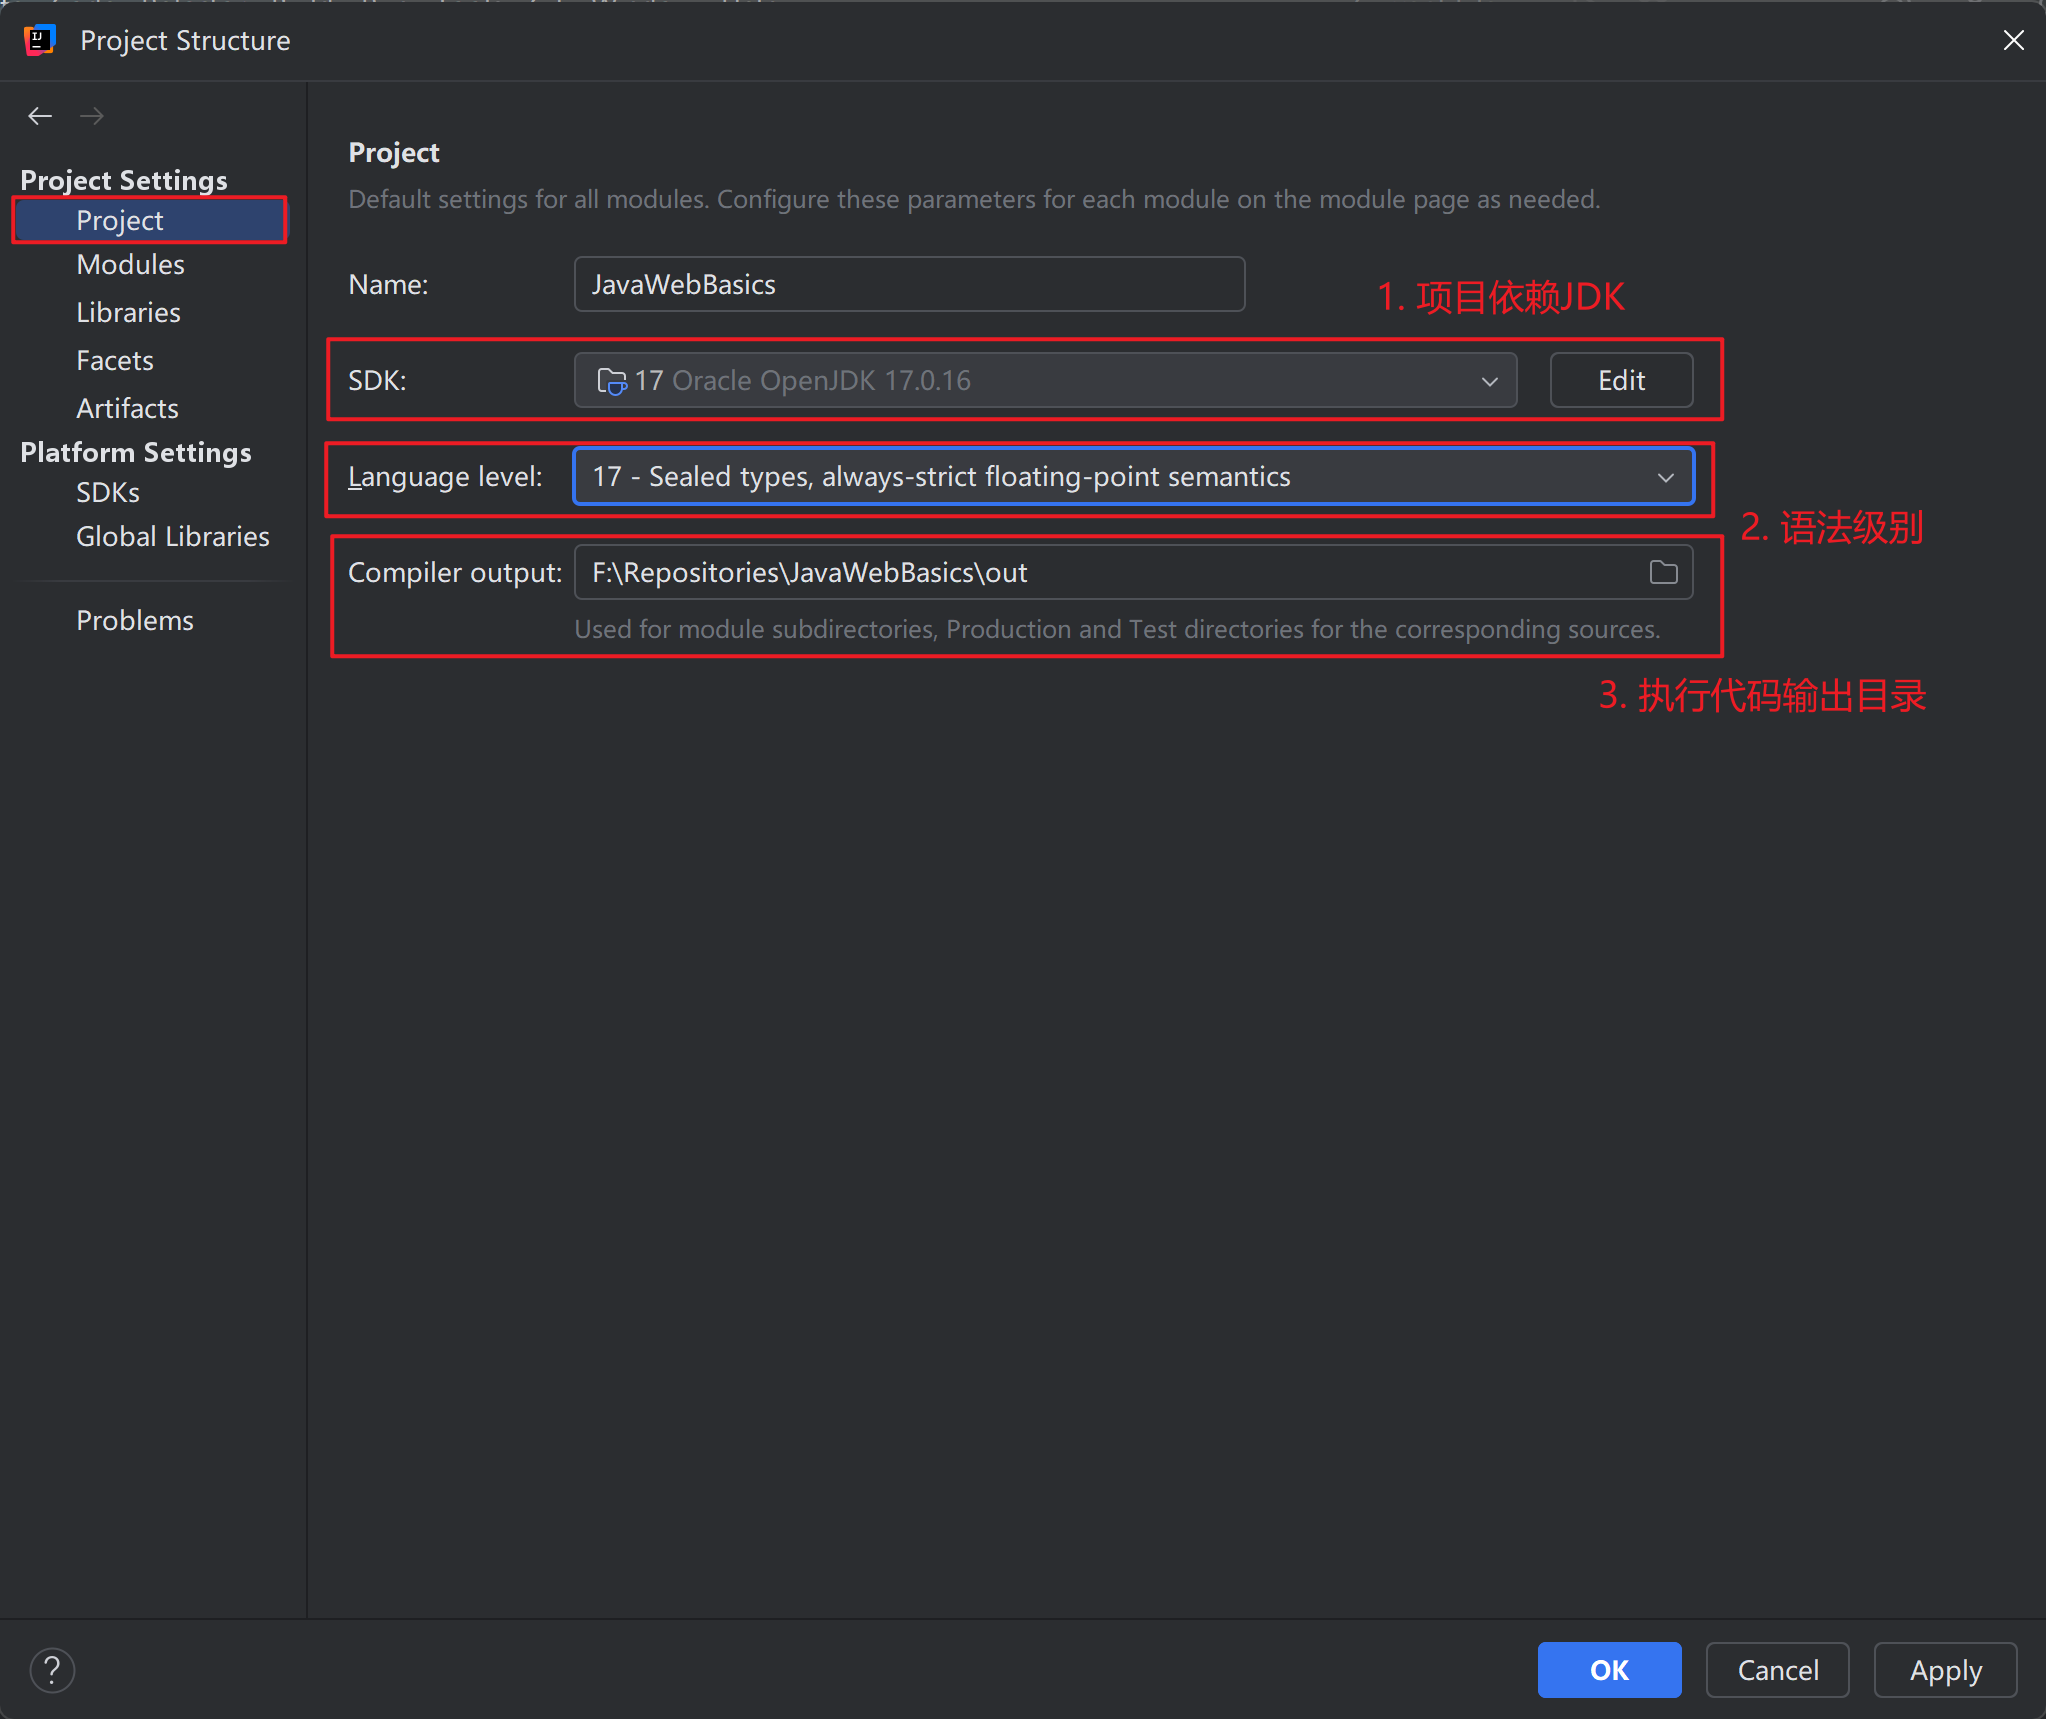 Project Structure
Project Settings
Project
Modules
Libraries
Facets
Artifacts
Platform Settings
SDKs
Global Libraries
Problems
Project
Default settings for all modules. Configure these parameters for each module on the module page as needed.
Name: JavaWebBasics
1. 项目依赖JDK
SDK: 17 Oracle OpenJDK 17.0.16 Edit
Language level: 17 - Sealed types, always-strict floating-point semantics
2. 语法级别
Compiler output: F:\Repositories\JavaWebBasics\out
Used for module subdirectories, Production and Test directories for the corresponding sources.
3. 执行代码输出目录
? OK Cancel Apply